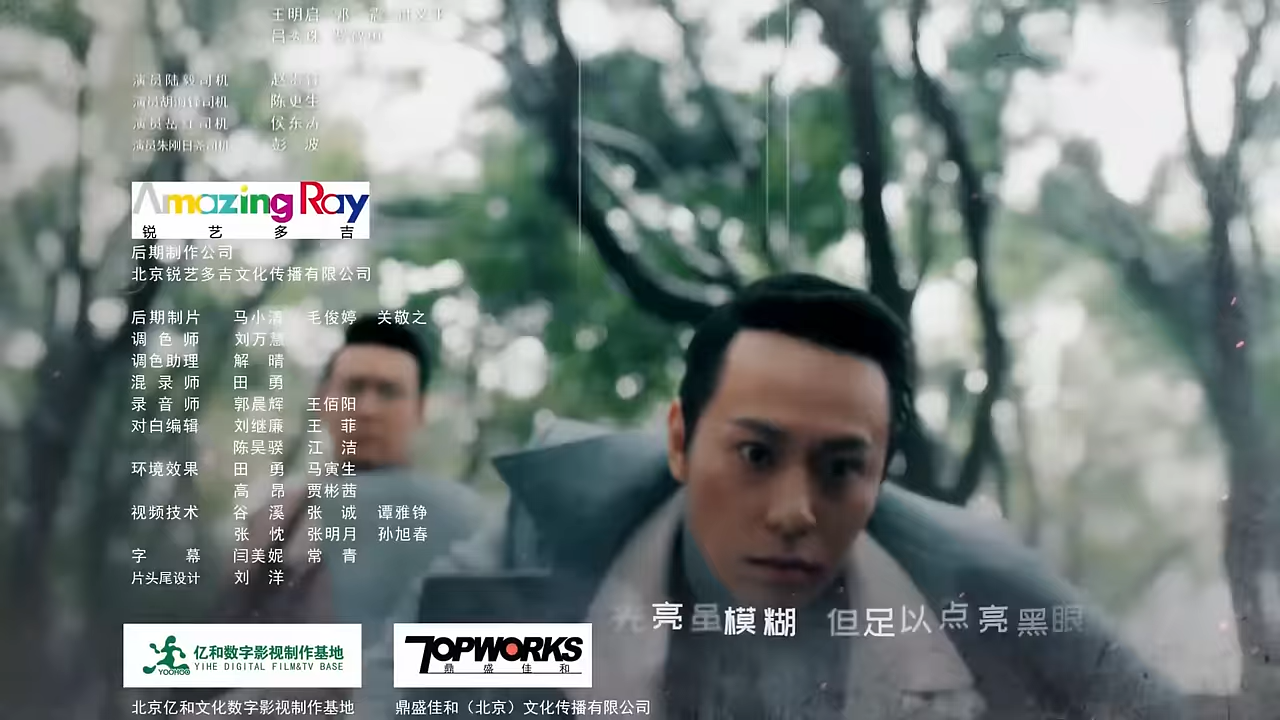 王明启
演员陆毅司机 赵
演员胡海锋司机 陈更生
演员岳红司机 侯东涛
演员朱刚日尧司机 彭 波
Amazing Ray
锐艺多吉
后期制作公司
北京锐艺多吉文化传播有限公司
后期制片 马小清 毛俊婷 关敬之
调色师 刘万慧
调色助理 解 晴
混录师 田 勇
录音师 郭晨辉 王佰阳
对白编辑 刘继廉 王 菲
陈昊骙 江 洁
环境效果 田 勇 马寅生
高 昂 贾彬茜
视频技术 谷 溪 张 诚 谭雅铮
张 忱 张明月 孙旭春
字 幕 闫美妮 常 青
片头尾设计 刘 洋
光亮虽模糊 但足以点亮黑眼
YOOHOO
亿和数字影视制作基地
YIHE DIGITAL FILM&TV BASE
TOPWORKS
鼎盛佳和
北京亿和文化数字影视制作基地
鼎盛佳和（北京）文化传播有限公司